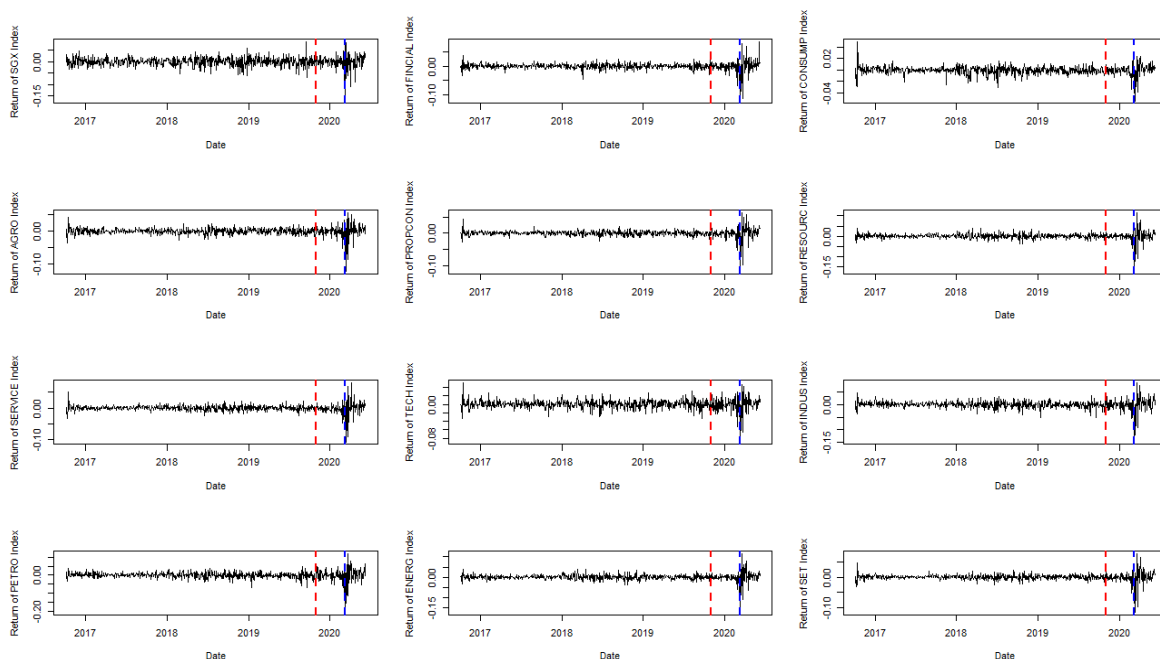 Return of SGX Index
0.00
-0.15
2017 2018 2019 2020
Date
Return of FINCIAL Index
0.00
-0.10
2017 2018 2019 2020
Date
Return of CONSUMP Index
0.02
-0.04
2017 2018 2019 2020
Date
Return of AGRO Index
0.00
-0.10
2017 2018 2019 2020
Date
Return of PROPCON Index
0.00
-0.10
2017 2018 2019 2020
Date
Return of RESOURC Index
0.00
-0.15
2017 2018 2019 2020
Date
Return of SERVICE Index
0.00
-0.10
2017 2018 2019 2020
Date
Return of TECH Index
0.00
-0.08
2017 2018 2019 2020
Date
Return of INDUS Index
0.00
-0.15
2017 2018 2019 2020
Date
Return of PETRO Index
0.00
-0.20
2017 2018 2019 2020
Date
Return of ENERG Index
0.00
-0.15
2017 2018 2019 2020
Date
Return of SET Index
0.00
-0.10
2017 2018 2019 2020
Date